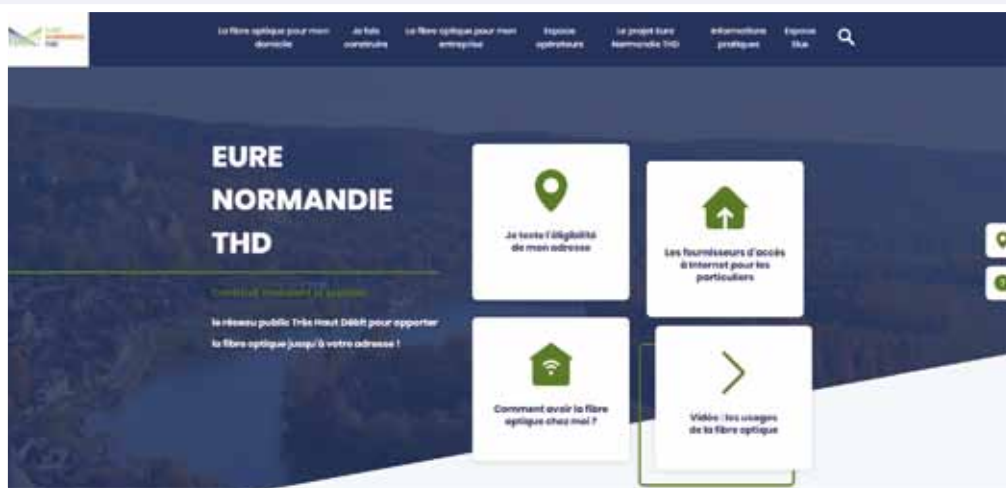 La fibre optique pour mon
domicile
Je fais
construire
La fibre optique pour mon
entreprise
Espace
opérateurs
Le projet Eure
Normandie THD
Informations
pratiques
Espace
Elus
EURE
NORMANDIE
THD
le réseau public Très Haut Débit pour apporter
la fibre optique jusqu'à votre adresse !
Je teste l'éligibilité
de mon adresse
Les fournisseurs d'accès
à Internet pour les
particuliers
Comment avoir la fibre
optique chez moi ?
Vidéo : les usages
de la fibre optique